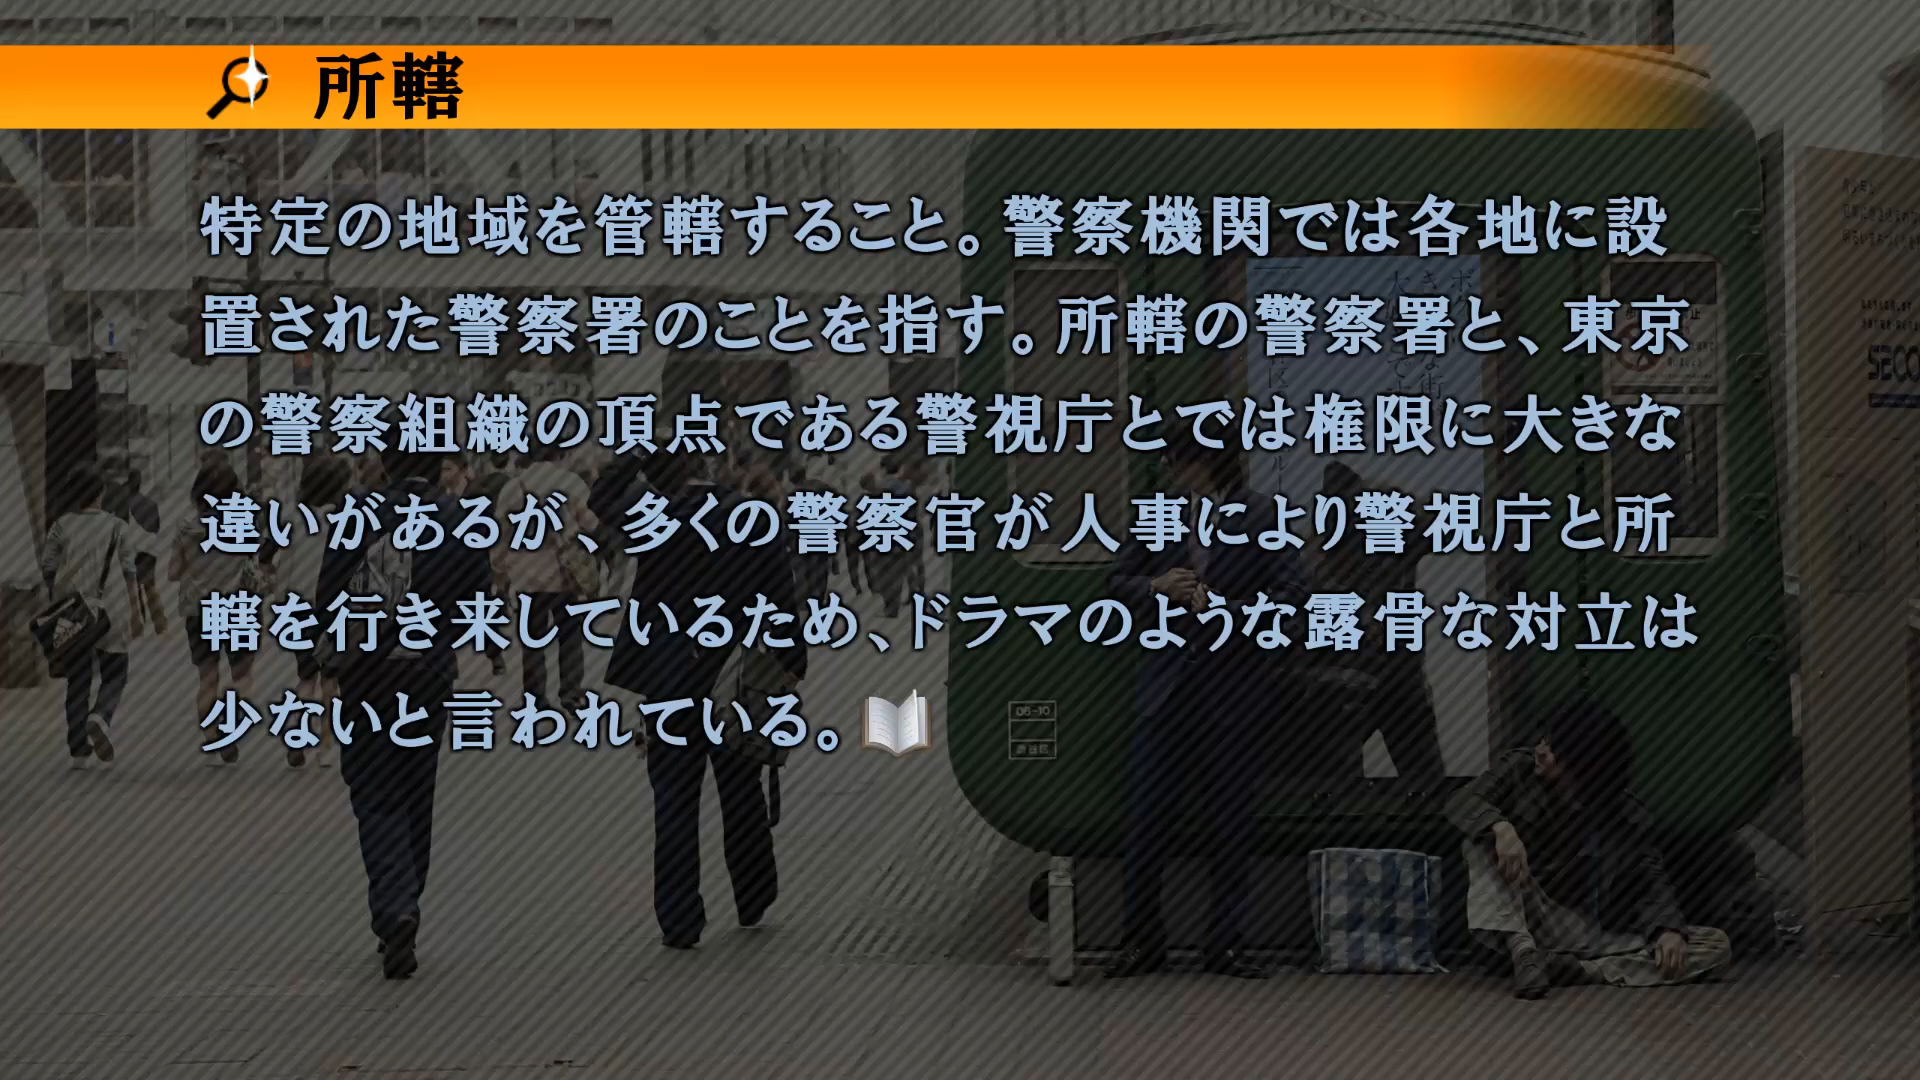 所轄
特定の地域を管轄すること。警察機関では各地に設
置された警察署のことを指す。所轄の警察署と、東京
の警察組織の頂点である警視庁とでは権限に大きな
違いがあるが、多くの警察官が人事により警視庁と所
轄を行き来しているため、ドラマのような露骨な対立は
少ないと言われている。
SECO
06-10
渋谷区